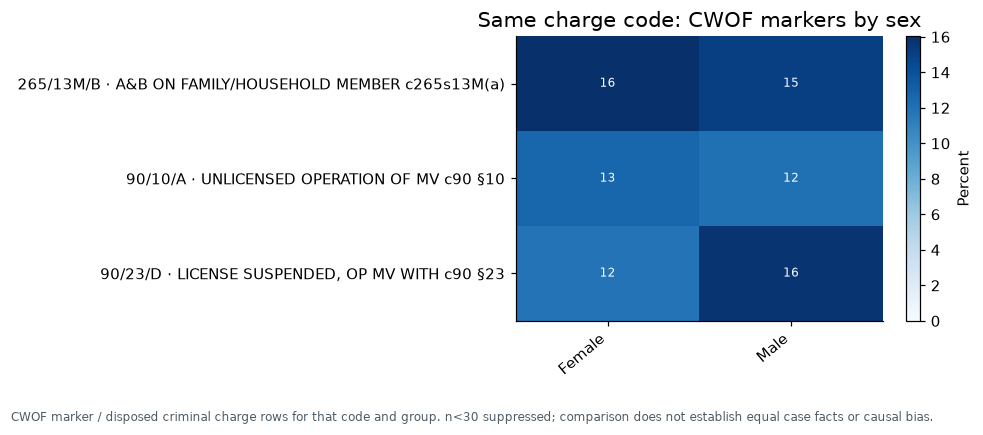 Same charge code: CWOF markers by sex
265/13M/B · A&B ON FAMILY/HOUSEHOLD MEMBER c265s13M(a)
16 15
90/10/A · UNLICENSED OPERATION OF MV c90 §10
13 12
90/23/D · LICENSE SUSPENDED, OP MV WITH c90 §23
12 16
Female
Male
16
14
12
10
8
6
4
2
0
Percent
CWOF marker / disposed criminal charge rows for that code and group. n<30 suppressed; comparison does not establish equal case facts or causal bias.